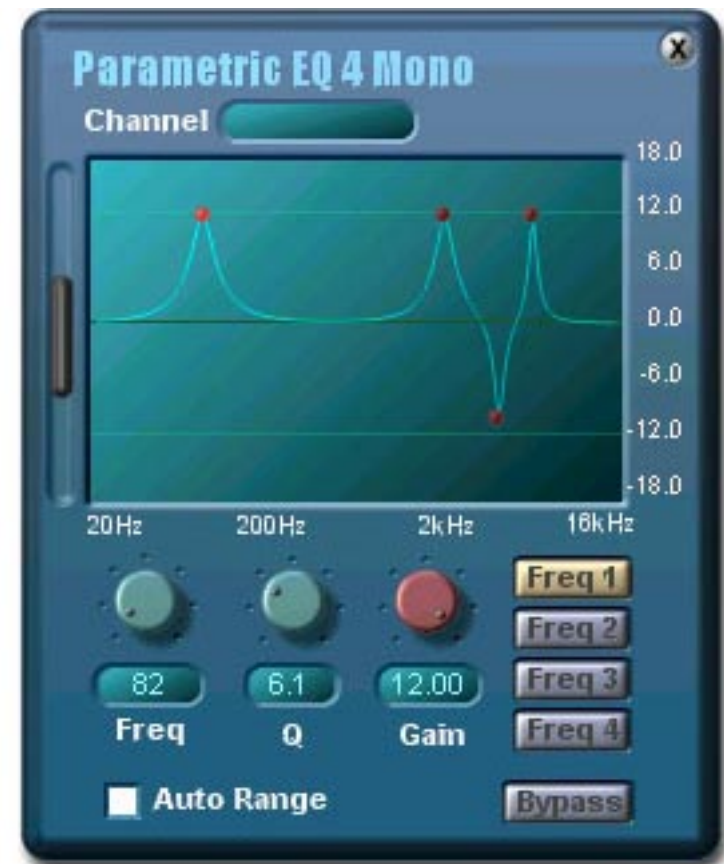 X
Parametric EQ 4 Mono
Channel
18.0
12.0
6.0
0.0
-6.0
-12.0
-18.0
20Hz 200Hz 2kHz 16kHz
Freq 1
Freq 2
Freq 3
Freq 4
82 6.1 12.00
Freq Q Gain
Auto Range
Bypass